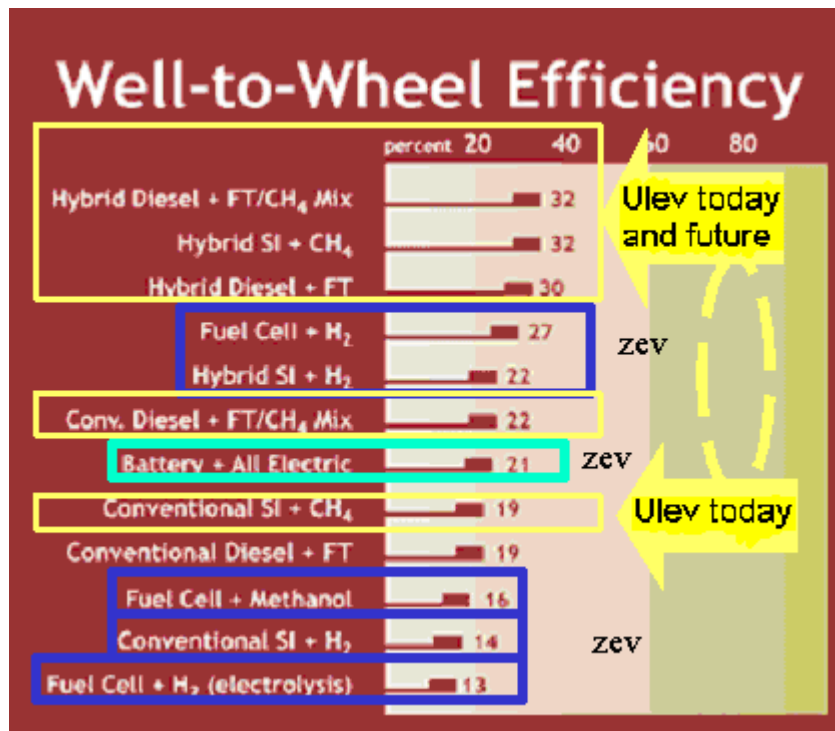 Well-to-Wheel Efficiency
percent 20 40 60 80
Hybrid Diesel + FT/CH₄ Mix 32
Hybrid SI + CH₄ 32
Hybrid Diesel + FT 30
Fuel Cell + H₂ 27
Hybrid SI + H₂ 22
Conv. Diesel + FT/CH₄ Mix 22
Battery + All Electric 21
Conventional SI + CH₄ 19
Conventional Diesel + FT 19
Fuel Cell + Methanol 16
Conventional SI + H₂ 14
Fuel Cell + H₂ (electrolysis) 13
Ulev today
and future
zev
zev
Ulev today
zev